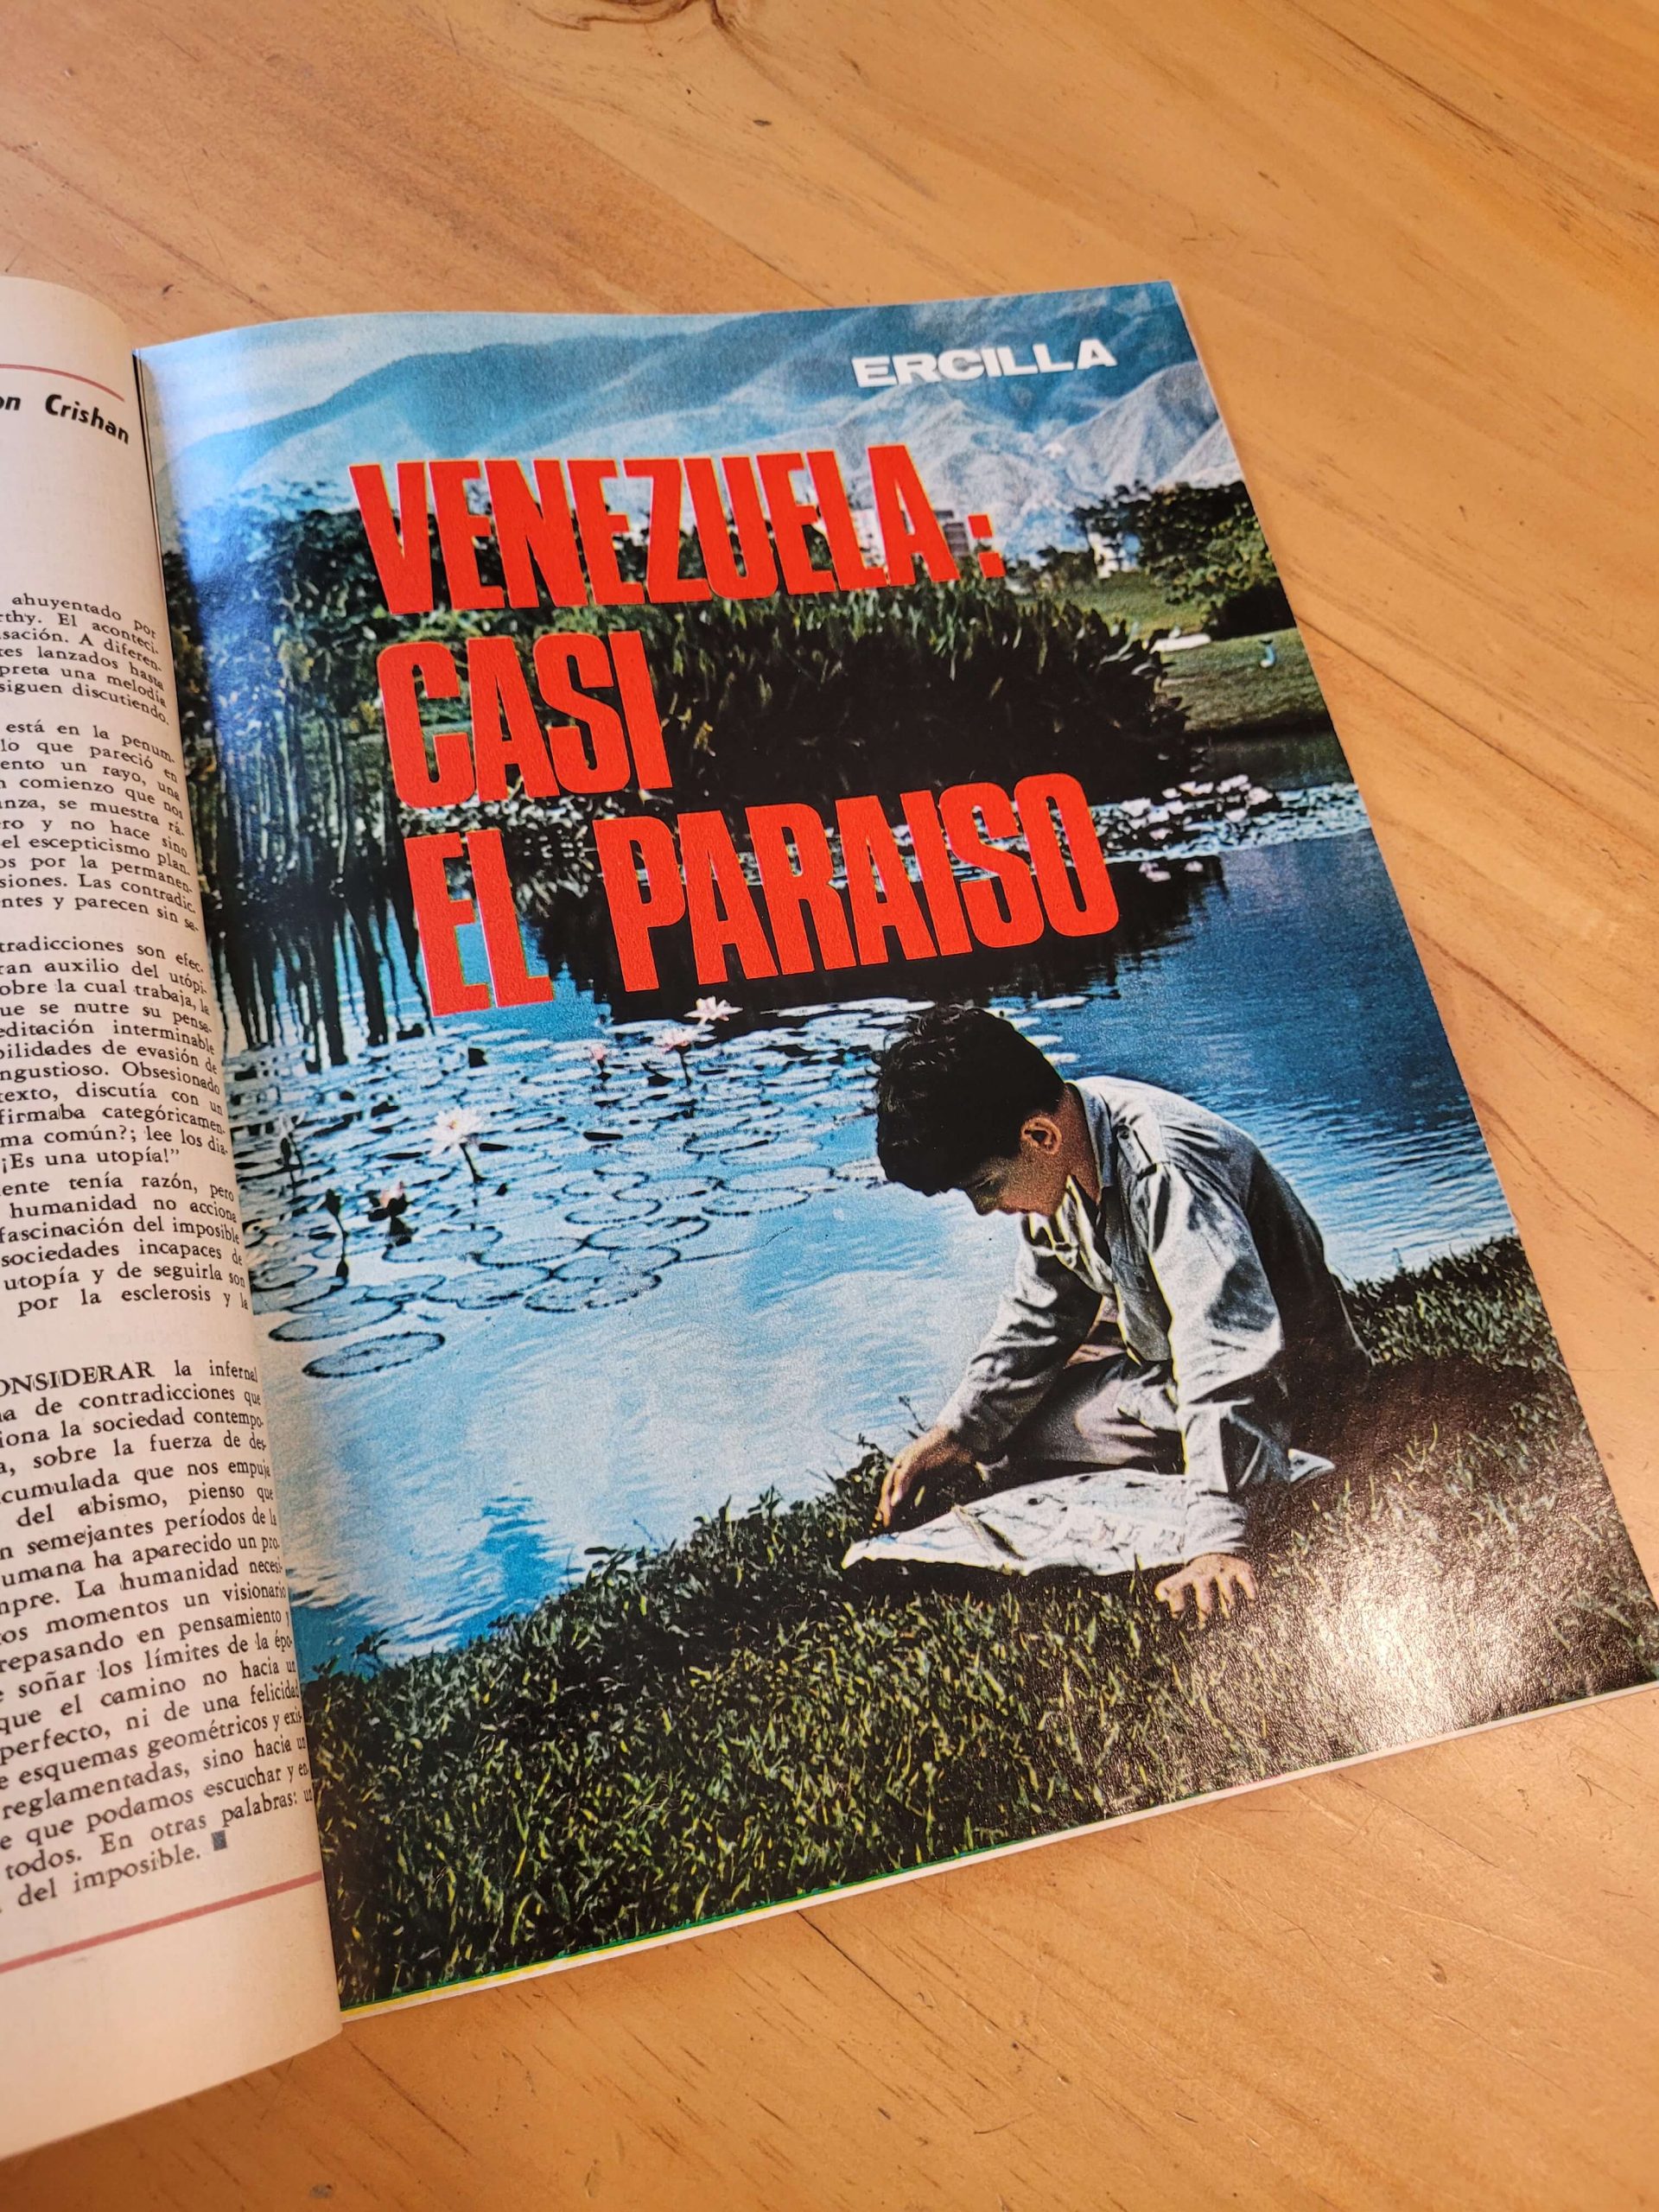 on Crishan
ahuyentado por
rthy. El aconteci-
sación. A diferen-
tes lanzados hasta
preta una melodía
siguen discutiendo.
está en la penum-
lo que pareció en
ento un rayo, una
n comienzo que nos
anza, se muestra rá-
ero y no hace sino
el escepticismo plan-
os por la permanen-
siones. Las contradic-
ntes y parecen sin se-
tradicciones son efec-
ran auxilio del utópi-
obre la cual trabaja, la
ue se nutre su pensa-
editación interminable
bilidades de evasión de
ngustioso. Obsesionado
texto, discutía con un
firmaba categóricamen-
ma común?; lee los dia-
¡Es una utopía!”
ente tenía razón, pero
humanidad no acciona
fascinación del imposible
sociedades incapaces de
utopía y de seguirla son
por la esclerosis y la
ONSIDERAR la infernal
na de contradicciones que
iona la sociedad contempo-
a, sobre la fuerza de des-
cumulada que nos empuja
del abismo, pienso que
n semejantes períodos de la
umana ha aparecido un pro-
mpre. La humanidad necesi-
tos momentos un visionario
repasando en pensamiento y
e soñar los límites de la épo-
que el camino no hacia un
perfecto, ni de una felicidad
e esquemas geométricos y exis-
reglamentadas, sino hacia un
e que podamos escuchar y en
todos. En otras palabras: un
del imposible.
ERCILLA
VENEZUELA:
CASI
EL PARAISO